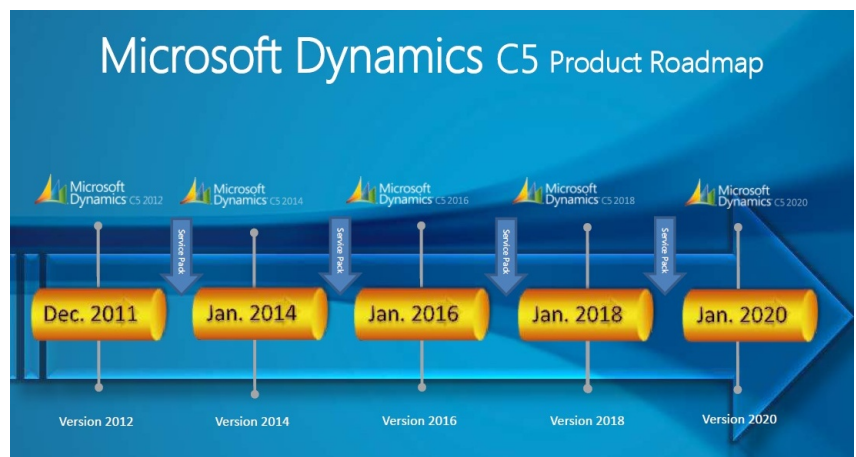 Microsoft Dynamics C5 Product Roadmap
Microsoft
Dynamics C5 2012
Microsoft
Dynamics C5 2014
Microsoft
Dynamics C5 2016
Microsoft
Dynamics C5 2018
Microsoft
Dynamics C5 2020
Service Pack
Service Pack
Service Pack
Service Pack
Dec. 2011
Jan. 2014
Jan. 2016
Jan. 2018
Jan. 2020
Version 2012
Version 2014
Version 2016
Version 2018
Version 2020